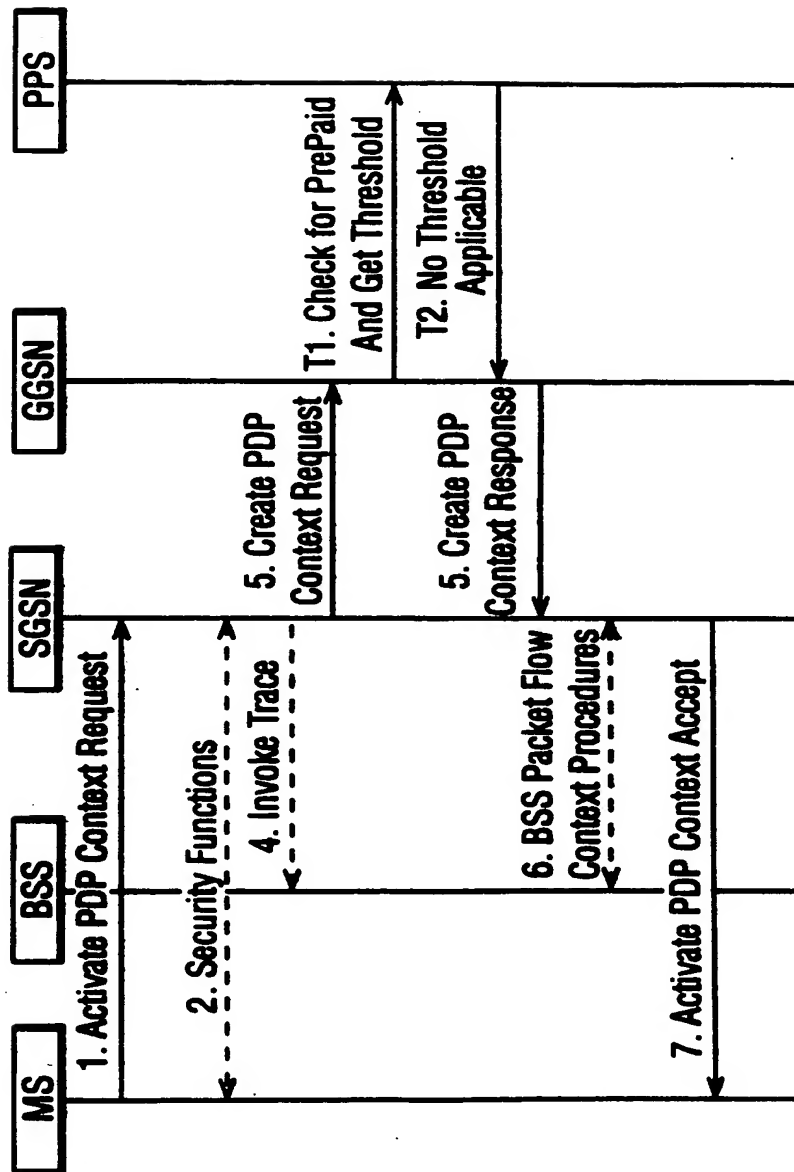 MS
BSS
SGSN
GGSN
PPS
1. Activate PDP Context Request
2. Security Functions
4. Invoke Trace
5. Create PDP
Context Request
T1. Check for PrePaid
And Get Threshold
T2. No Threshold
Applicable
5. Create PDP
Context Response
6. BSS Packet Flow
Context Procedures
7. Activate PDP Context Accept